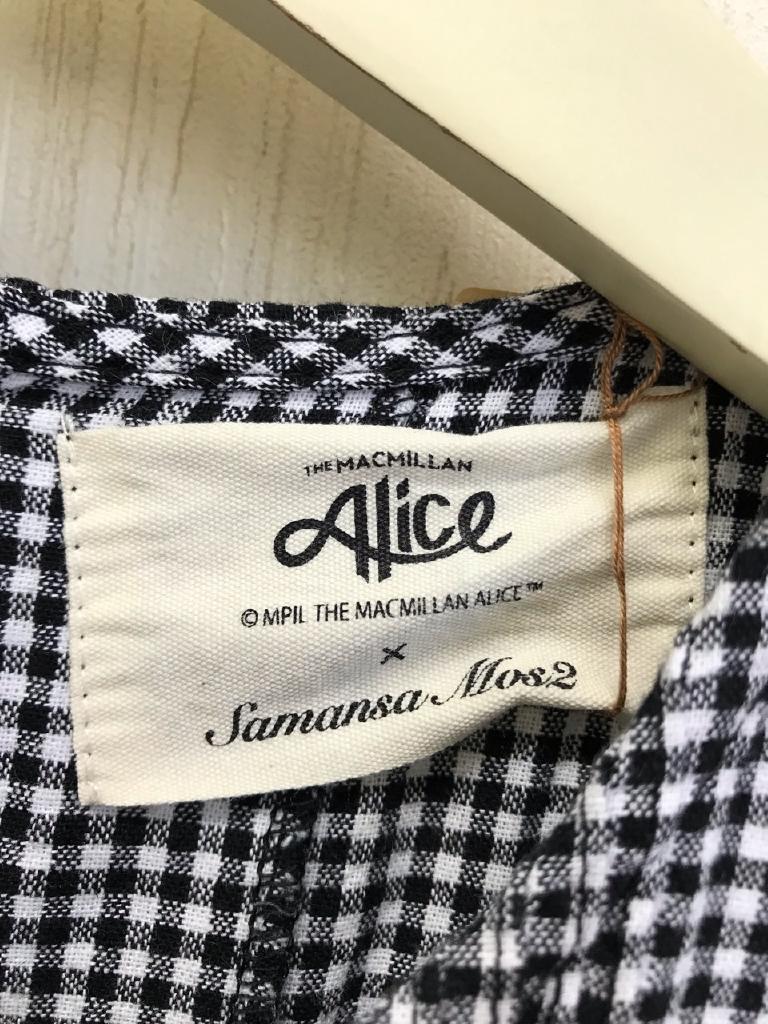 THE MACMILLAN
Alice
© MPIL THE MACMILLAN ALICE™
×
Samansa Mos2